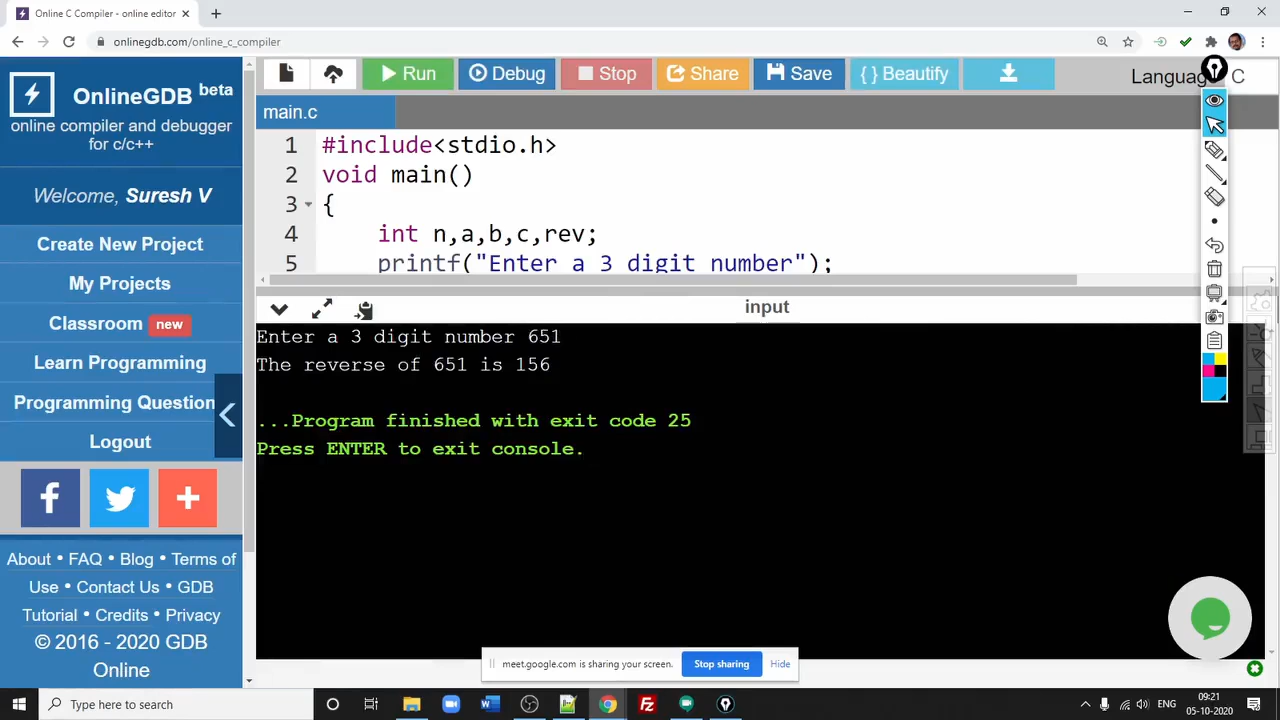 Online C Compiler - online editor
onlinegdb.com/online_c_compiler
OnlineGDB beta
online compiler and debugger
for c/c++
Welcome, Suresh V
Create New Project
My Projects
Classroom new
Learn Programming
Programming Question
Logout
About • FAQ • Blog • Terms of
Use • Contact Us • GDB
Tutorial • Credits • Privacy
© 2016 - 2020 GDB
Online
Run Debug Stop Share Save { } Beautify C
main.c
1 #include<stdio.h>
2 void main()
3 {
4 int n,a,b,c,rev;
5 printf("Enter a 3 digit number");
input
Enter a 3 digit number 651
The reverse of 651 is 156
...Program finished with exit code 25
Press ENTER to exit console.
meet.google.com is sharing your screen. Stop sharing Hide
Type here to search
ENG
09:21
05-10-2020